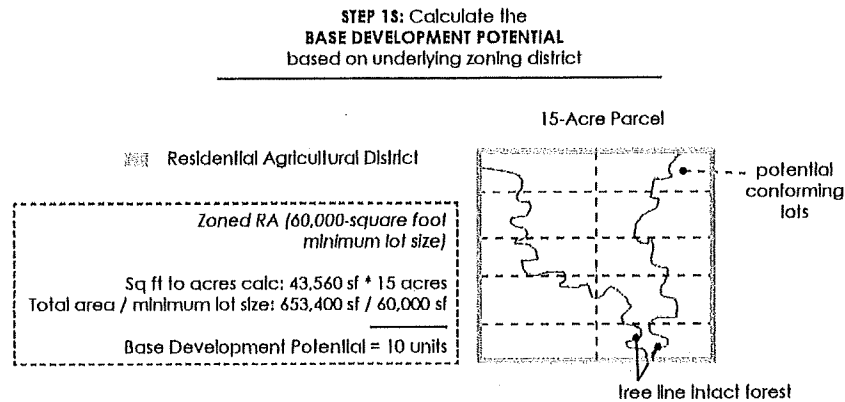 STEP 1S: Calculate the
BASE DEVELOPMENT POTENTIAL
based on underlying zoning district
15-Acre Parcel
Residential Agricultural District
potential
conforming
lots
Zoned RA (60,000-square foot
minimum lot size)
Sq ft to acres calc: 43,560 sf * 15 acres
Total area / minimum lot size: 653,400 sf / 60,000 sf
Base Development Potential = 10 units
tree line intact forest